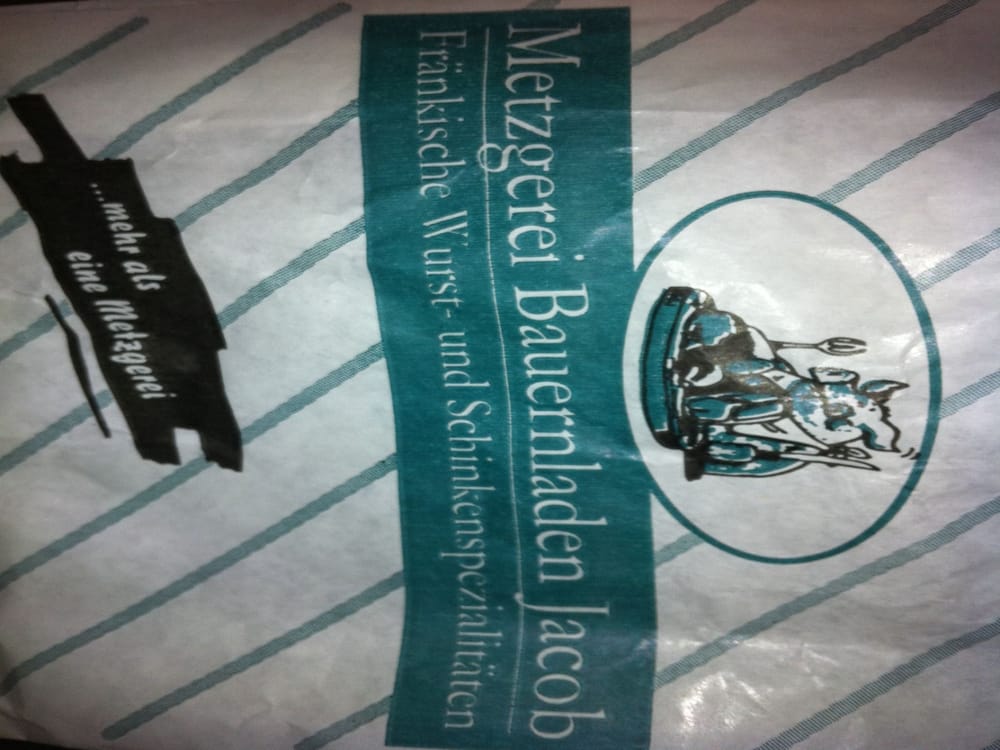 Metzgerei Bauernladen Jacob
Fränkische Wurst- und Schinkenspezialitäten
...mehr als
eine Metzgerei